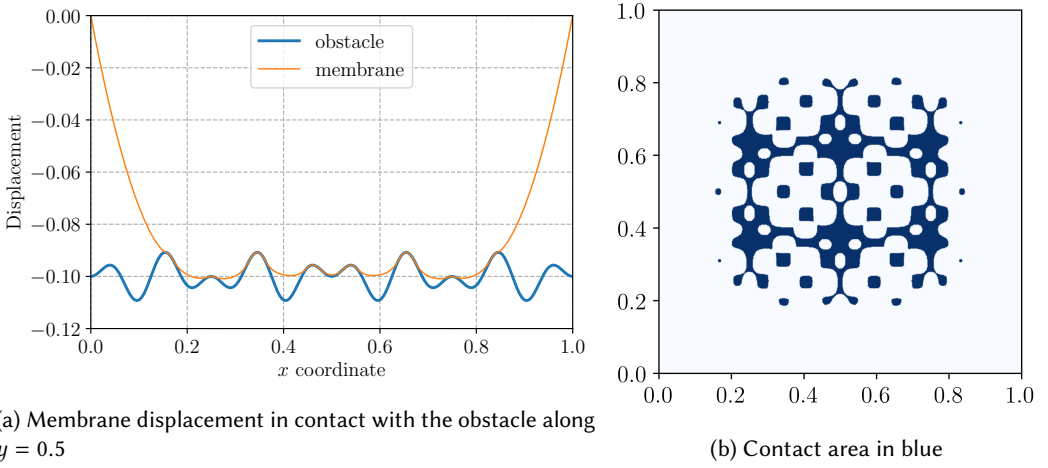 0.00
−0.02
−0.04
−0.06
−0.08
−0.10
−0.12
Displacement
obstacle
membrane
0.0 0.2 0.4 0.6 0.8 1.0
x coordinate
(a) Membrane displacement in contact with the obstacle along
y = 0.5
1.0
0.8
0.6
0.4
0.2
0.0
0.0 0.2 0.4 0.6 0.8 1.0
(b) Contact area in blue